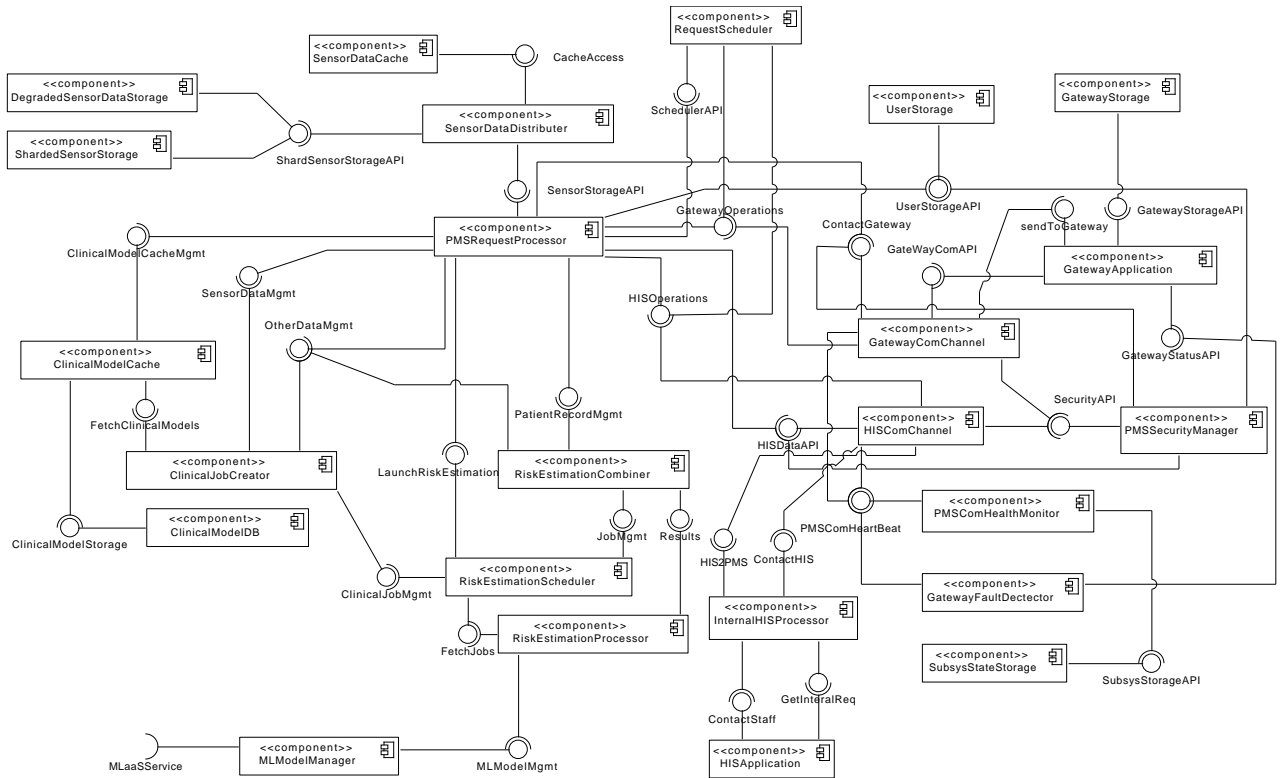 <<component>>
RequestScheduler
<<component>>
SensorDataCache
CacheAccess
<<component>>
DegradedSensorDataStorage
<<component>>
GatewayStorage
<<component>>
UserStorage
SchedulerAPI
<<component>>
SensorDataDistributer
<<component>>
ShardedSensorStorage
ShardSensorStorageAPI
SensorStorageAPI
UserStorageAPI
GatewayOperations
GatewayStorageAPI
<<component>>
PMSRequestProcessor
ContactGateway
sendToGateway
ClinicalModelCacheMgmt
GateWayComAPI
<<component>>
GatewayApplication
SensorDataMgmt
HISOperations
OtherDataMgmt
<<component>>
GatewayComChannel
<<component>>
ClinicalModelCache
GatewayStatusAPI
SecurityAPI
FetchClinicalModels
PatientRecordMgmt
<<component>>
HISComChannel
<<component>>
PMSSecurityManager
HISDataAPI
<<component>>
ClinicalJobCreator
LaunchRiskEstimation
<<component>>
RiskEstimationCombiner
<<component>>
PMSComHealthMonitor
<<component>>
ClinicalModelDB
ClinicalModelStorage
JobMgmt
Results
PMSComHeartBeat
HIS2PMS
ContactHIS
<<component>>
RiskEstimationScheduler
ClinicalJobMgmt
<<component>>
GatewayFaultDectector
<<component>>
InternalHISProcessor
<<component>>
RiskEstimationProcessor
FetchJobs
<<component>>
SubsysStateStorage
SubsysStorageAPI
GetInteralReq
ContactStaff
<<component>>
MLModelManager
MLaaSService
MLModelMgmt
<<component>>
HISApplication